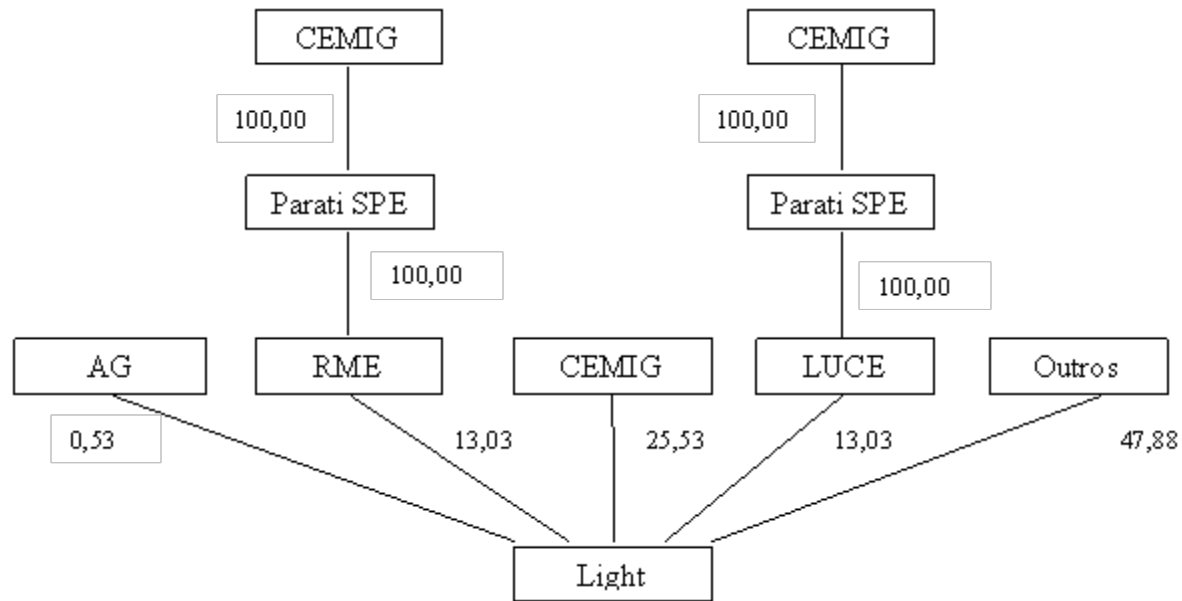 CEMIG
CEMIG
100,00
100,00
Parati SPE
Parati SPE
100,00
100,00
AG
RME
CEMIG
LUCE
Outros
0,53
13,03
25,53
13,03
47,88
Light